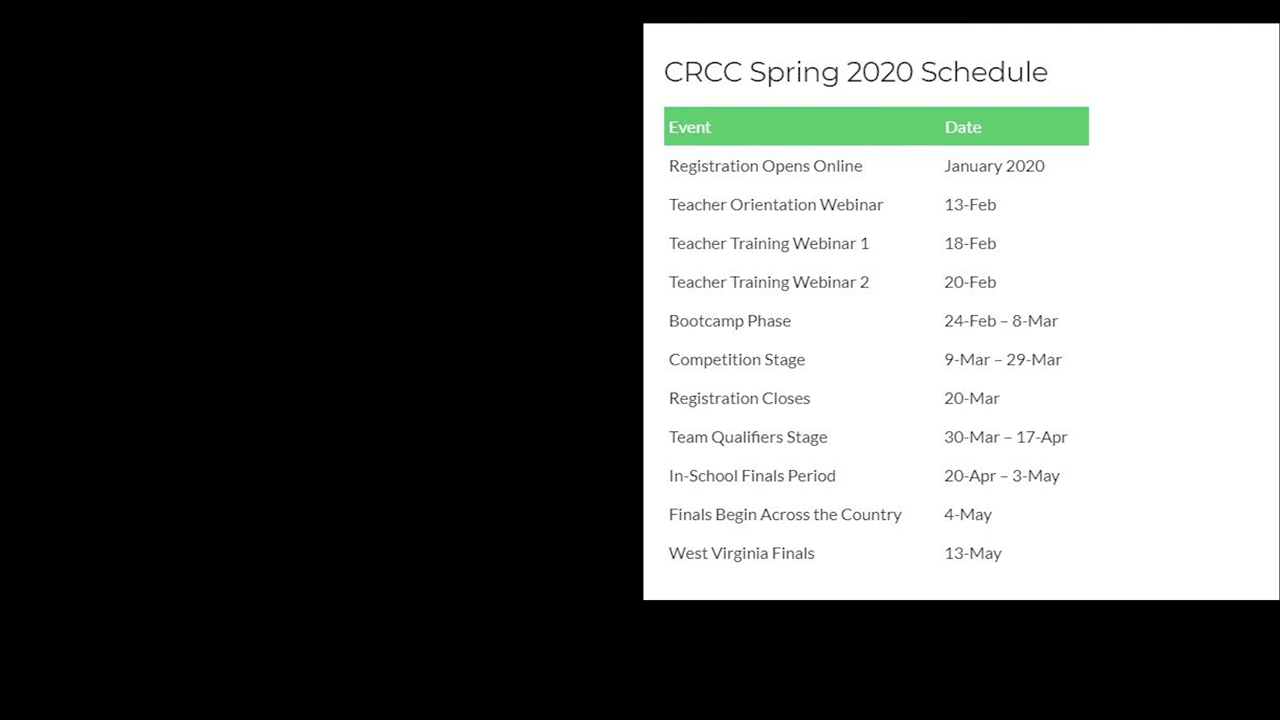 CRCC Spring 2020 Schedule
Event Date
Registration Opens Online January 2020
Teacher Orientation Webinar 13-Feb
Teacher Training Webinar 1 18-Feb
Teacher Training Webinar 2 20-Feb
Bootcamp Phase 24-Feb – 8-Mar
Competition Stage 9-Mar – 29-Mar
Registration Closes 20-Mar
Team Qualifiers Stage 30-Mar – 17-Apr
In-School Finals Period 20-Apr – 3-May
Finals Begin Across the Country 4-May
West Virginia Finals 13-May